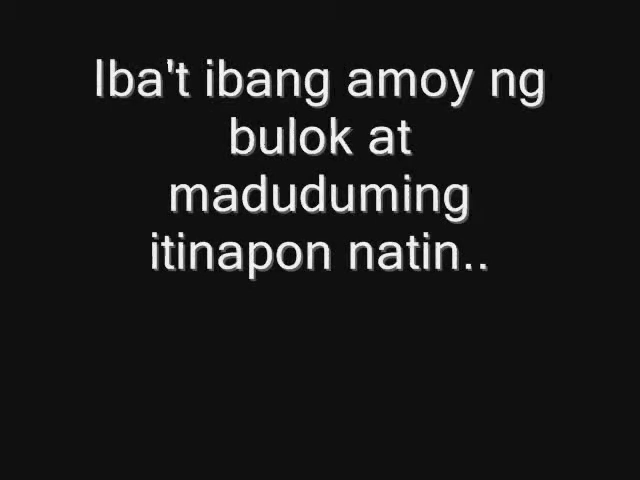 Iba't ibang amoy ng
bulok at
maduduming
itinapon natin..